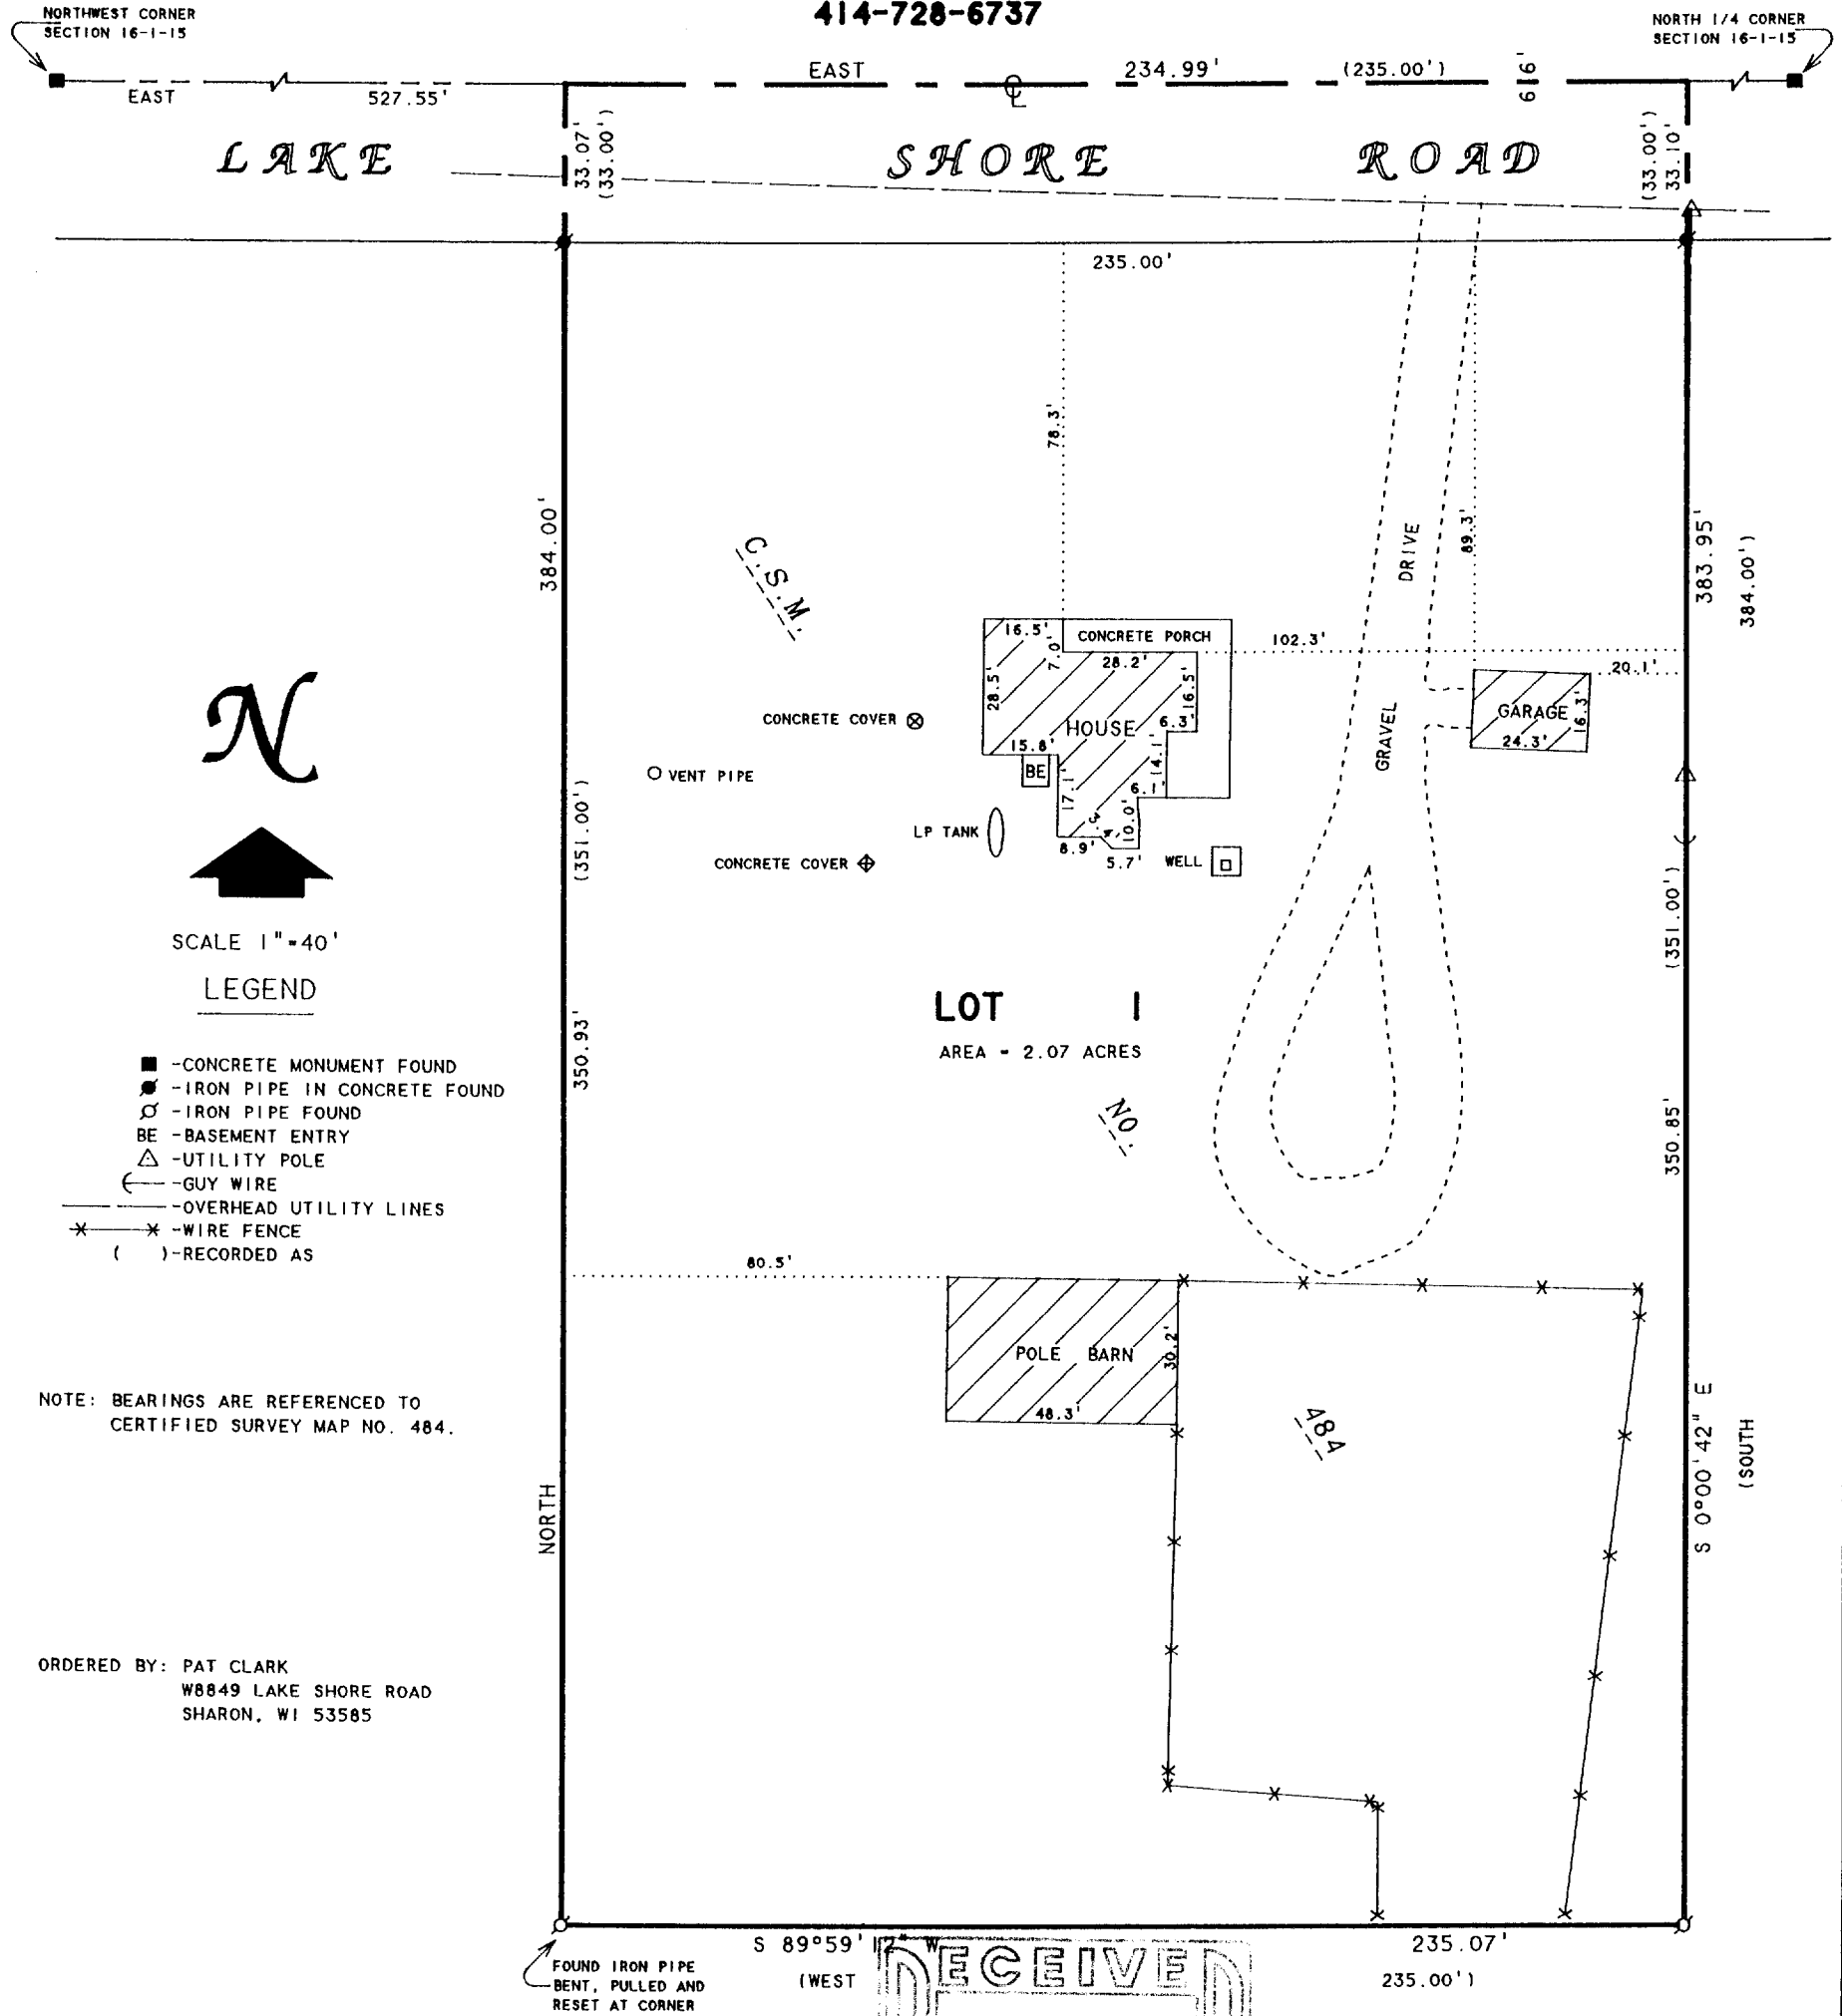 414-728-6737
NORTHWEST CORNER
SECTION 16-1-15
NORTH 1/4 CORNER
SECTION 16-1-15
EAST
527.55'
EAST
234.99'
(235.00')
616'
33.07'
(33.00')
(33.00')
33.10'
LAKE SHORE ROAD
235.00'
78.3'
89.3'
384.00'
383.95'
384.00')
C.S.M.
DRIVE
GRAVEL
16.5'
CONCRETE PORCH
102.3'
7.0'
28.2'
20.1'
28.5'
16.5'
GARAGE
16.3'
24.3'
CONCRETE COVER
HOUSE
6.3'
15.8'
14.1'
BE
VENT PIPE
17.1'
6.1'
10.0'
LP TANK
8.9'
5.7'
WELL
CONCRETE COVER
(351.00')
(351.00')
N
SCALE 1"=40'
LEGEND
LOT 1
AREA - 2.07 ACRES
350.93'
350.85'
NO.
-CONCRETE MONUMENT FOUND
-IRON PIPE IN CONCRETE FOUND
-IRON PIPE FOUND
BE -BASEMENT ENTRY
-UTILITY POLE
-GUY WIRE
-OVERHEAD UTILITY LINES
-WIRE FENCE
( )-RECORDED AS
80.5'
POLE BARN
30.2'
48.3'
484
NOTE: BEARINGS ARE REFERENCED TO
CERTIFIED SURVEY MAP NO. 484.
NORTH
S 0°00'42" E
(SOUTH
ORDERED BY: PAT CLARK
W8849 LAKE SHORE ROAD
SHARON, WI 53585
S 89°59'12" W
235.07'
(WEST
235.00')
RECEIVED
FOUND IRON PIPE
BENT, PULLED AND
RESET AT CORNER